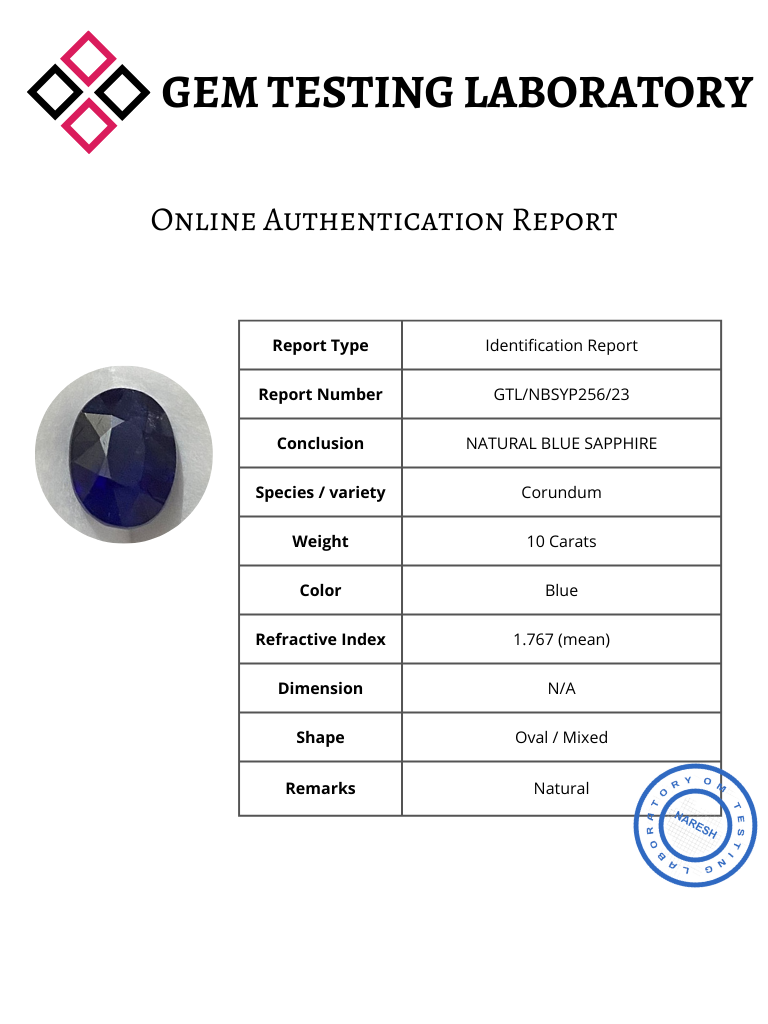 GEM TESTING LABORATORY
Online Authentication Report
Report Type Identification Report
Report Number GTL/NBSYP256/23
Conclusion NATURAL BLUE SAPPHIRE
Species / variety Corundum
Weight 10 Carats
Color Blue
Refractive Index 1.767 (mean)
Dimension N/A
Shape Oval / Mixed
Remarks Natural
OM TESTING LABORATORY
NARESH